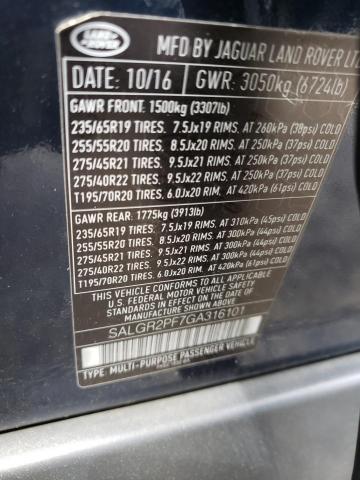 LAND ROVER
MFD BY JAGUAR LAND ROVER LT
DATE: 10/16 GWR: 3050kg (6724lb)
GAWR FRONT: 1500kg (3307lb)
235/65R19 TIRES. 7.5Jx19 RIMS. AT 260kPa (38psi) COLD
255/55R20 TIRES. 8.5Jx20 RIMS. AT 250kPa (37psi) COLD
275/45R21 TIRES. 9.5Jx21 RIMS. AT 250kPa (37psi) COLD
275/40R22 TIRES. 9.5Jx22 RIMS. AT 250kPa (37psi) COLD
T195/70R20 TIRES. 6.0Jx20 RIM. AT 420kPa (61psi) COLD
GAWR REAR: 1775kg (3913lb)
235/65R19 TIRES. 7.5Jx19 RIMS. AT 310kPa (45psi) COLD
255/55R20 TIRES. 8.5Jx20 RIMS. AT 300kPa (44psi) COLD
275/45R21 TIRES. 9.5Jx21 RIMS. AT 300kPa (44psi) COLD
275/40R22 TIRES. 9.5Jx22 RIMS. AT 300kPa (44psi) COLD
T195/70R20 TIRES. 6.0Jx20 RIM. AT 420kPa (61psi) COLD
THIS VEHICLE CONFORMS TO ALL APPLICABLE
U.S. FEDERAL MOTOR VEHICLE SAFETY
STANDARDS IN EFFECT ON THE DATE OF
MANUFACTURE SHOWN ABOVE.
SALGR2PF7GA316101
TYPE: MULTI-PURPOSE PASSENGER VEHICLE